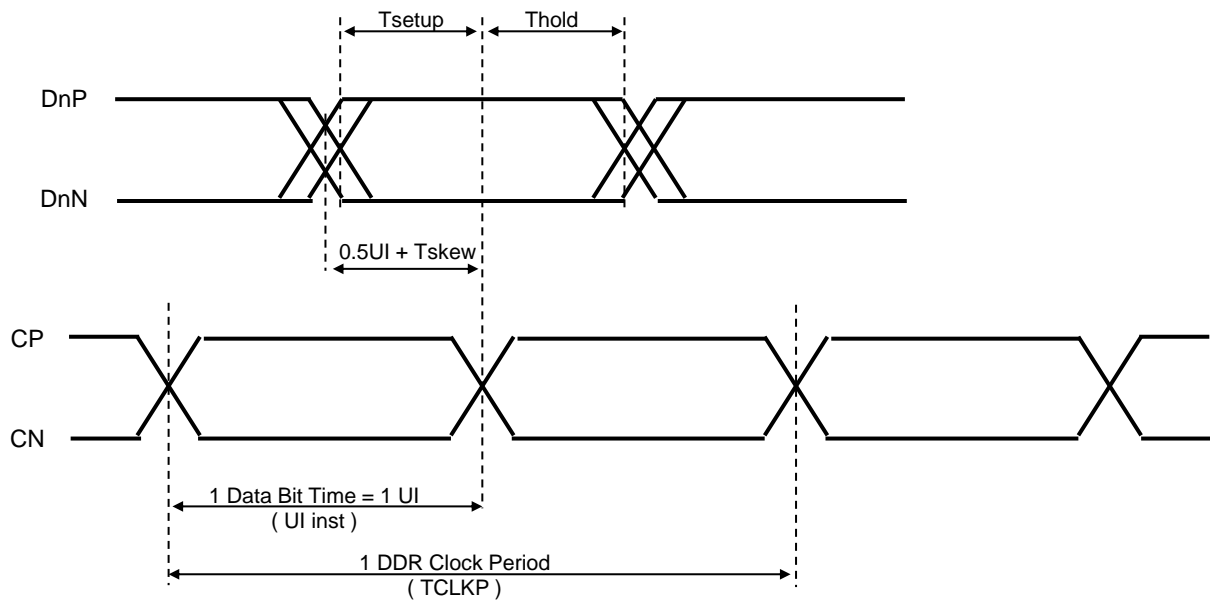 Tsetup
Thold
DnP
DnN
0.5UI + Tskew
CP
CN
1 Data Bit Time = 1 UI
( UI inst )
1 DDR Clock Period
( TCLKP )